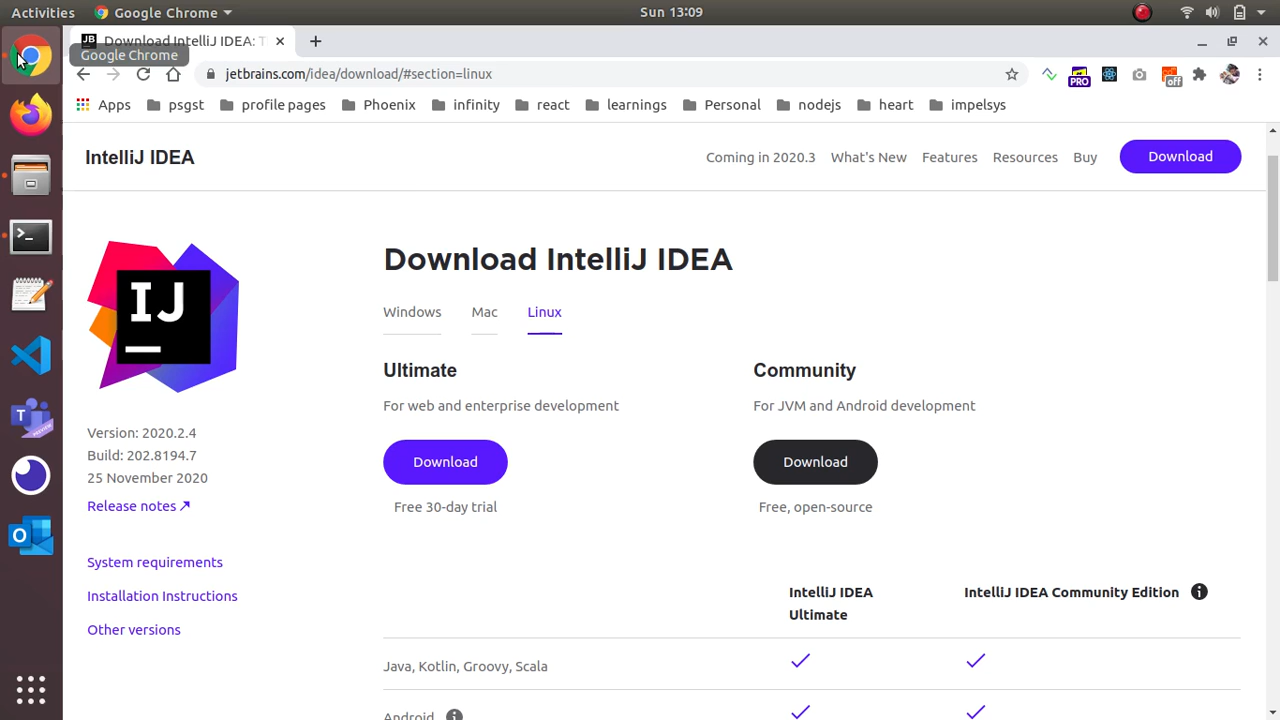 Activities
Google Chrome
Sun 13:09
JB
Download IntelliJ IDEA: T
Google Chrome
jetbrains.com/idea/download/#section=linux
PRO
off
Apps
psgst
profile pages
Phoenix
infinity
react
learnings
Personal
nodejs
heart
impelsys
IntelliJ IDEA
Coming in 2020.3
What's New
Features
Resources
Buy
Download
IJ
Download IntelliJ IDEA
Windows
Mac
Linux
Ultimate
Community
For web and enterprise development
For JVM and Android development
Download
Download
Free 30-day trial
Free, open-source
Version: 2020.2.4
Build: 202.8194.7
25 November 2020
Release notes ↗
System requirements
Installation Instructions
Other versions
IntelliJ IDEA
Ultimate
IntelliJ IDEA Community Edition
Java, Kotlin, Groovy, Scala
Android
T
PREVIEW
O